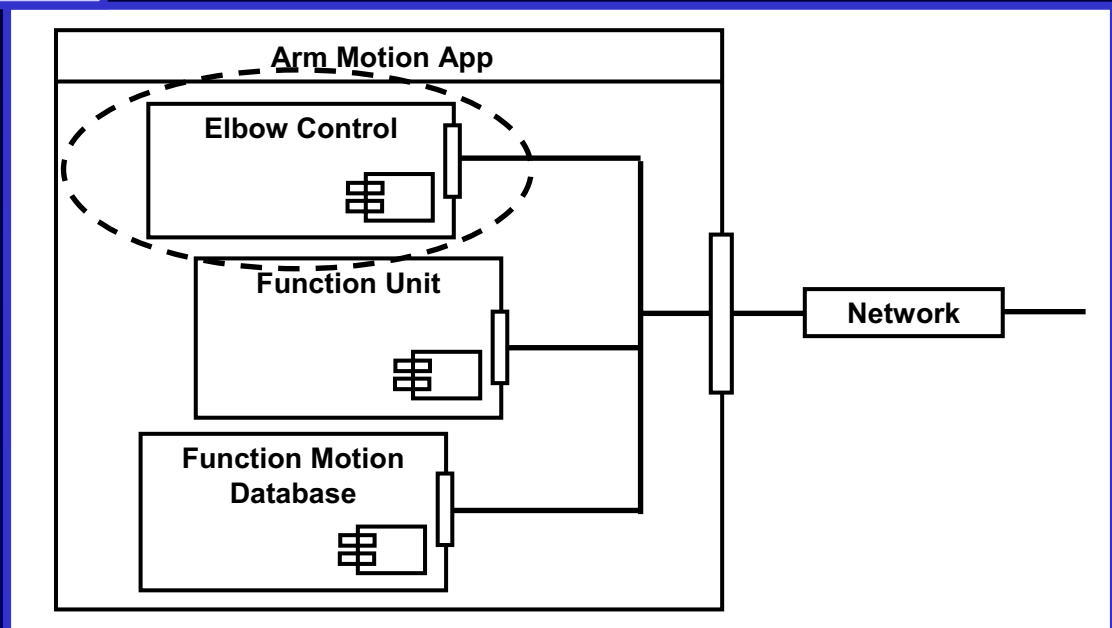 Arm Motion App
Elbow Control
Function Unit
Network
Function Motion
Database